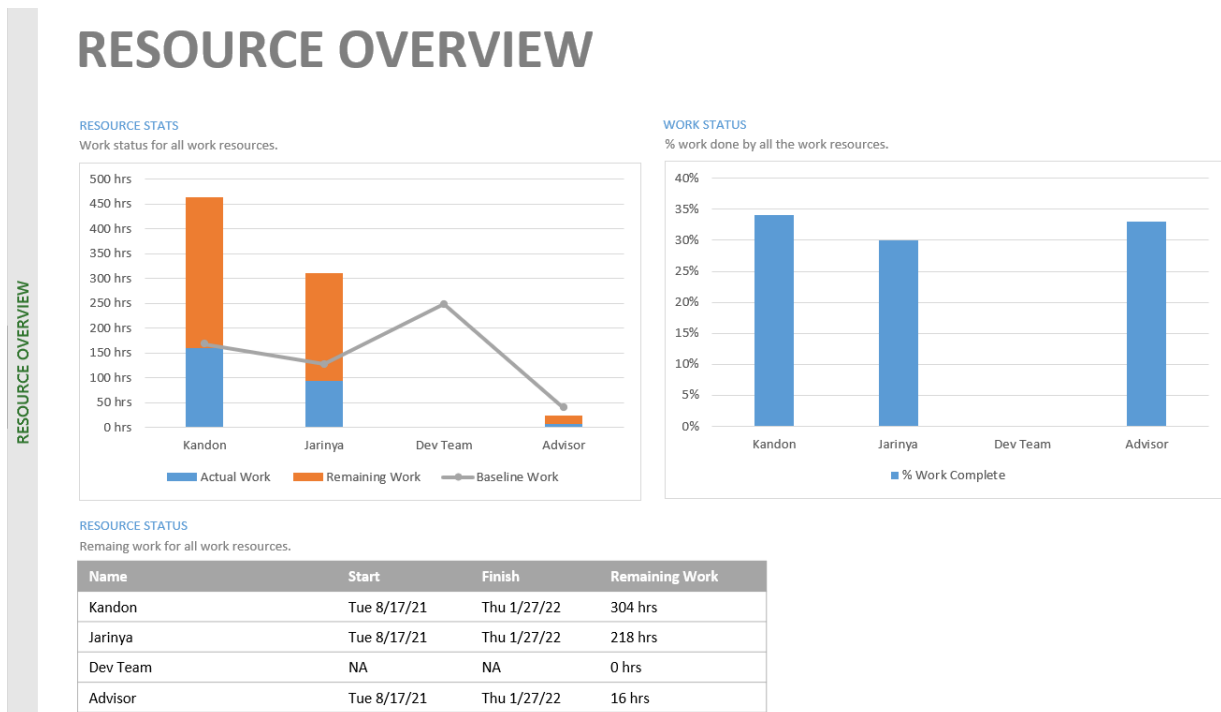 RESOURCE OVERVIEW
RESOURCE OVERVIEW
RESOURCE STATS
Work status for all work resources.
500 hrs
450 hrs
400 hrs
350 hrs
300 hrs
250 hrs
200 hrs
150 hrs
100 hrs
50 hrs
0 hrs
Kandon Jarinya Dev Team Advisor
Actual Work Remaining Work Baseline Work
WORK STATUS
% work done by all the work resources.
40%
35%
30%
25%
20%
15%
10%
5%
0%
Kandon Jarinya Dev Team Advisor
% Work Complete
RESOURCE STATUS
Remaing work for all work resources.
Name Start Finish Remaining Work
Kandon Tue 8/17/21 Thu 1/27/22 304 hrs
Jarinya Tue 8/17/21 Thu 1/27/22 218 hrs
Dev Team NA NA 0 hrs
Advisor Tue 8/17/21 Thu 1/27/22 16 hrs